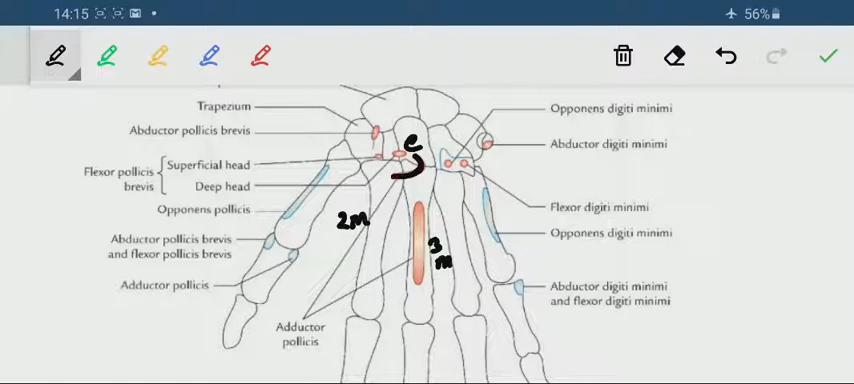 14:15
56%
Trapezium
Abductor pollicis brevis
Flexor pollicis
brevis
Superficial head
Deep head
Opponens pollicis
Abductor pollicis brevis
and flexor pollicis brevis
Adductor pollicis
Adductor
pollicis
C
2M
3
m
Opponens digiti minimi
Abductor digiti minimi
Flexor digiti minimi
Opponens digiti minimi
Abductor digiti minimi
and flexor digiti minimi